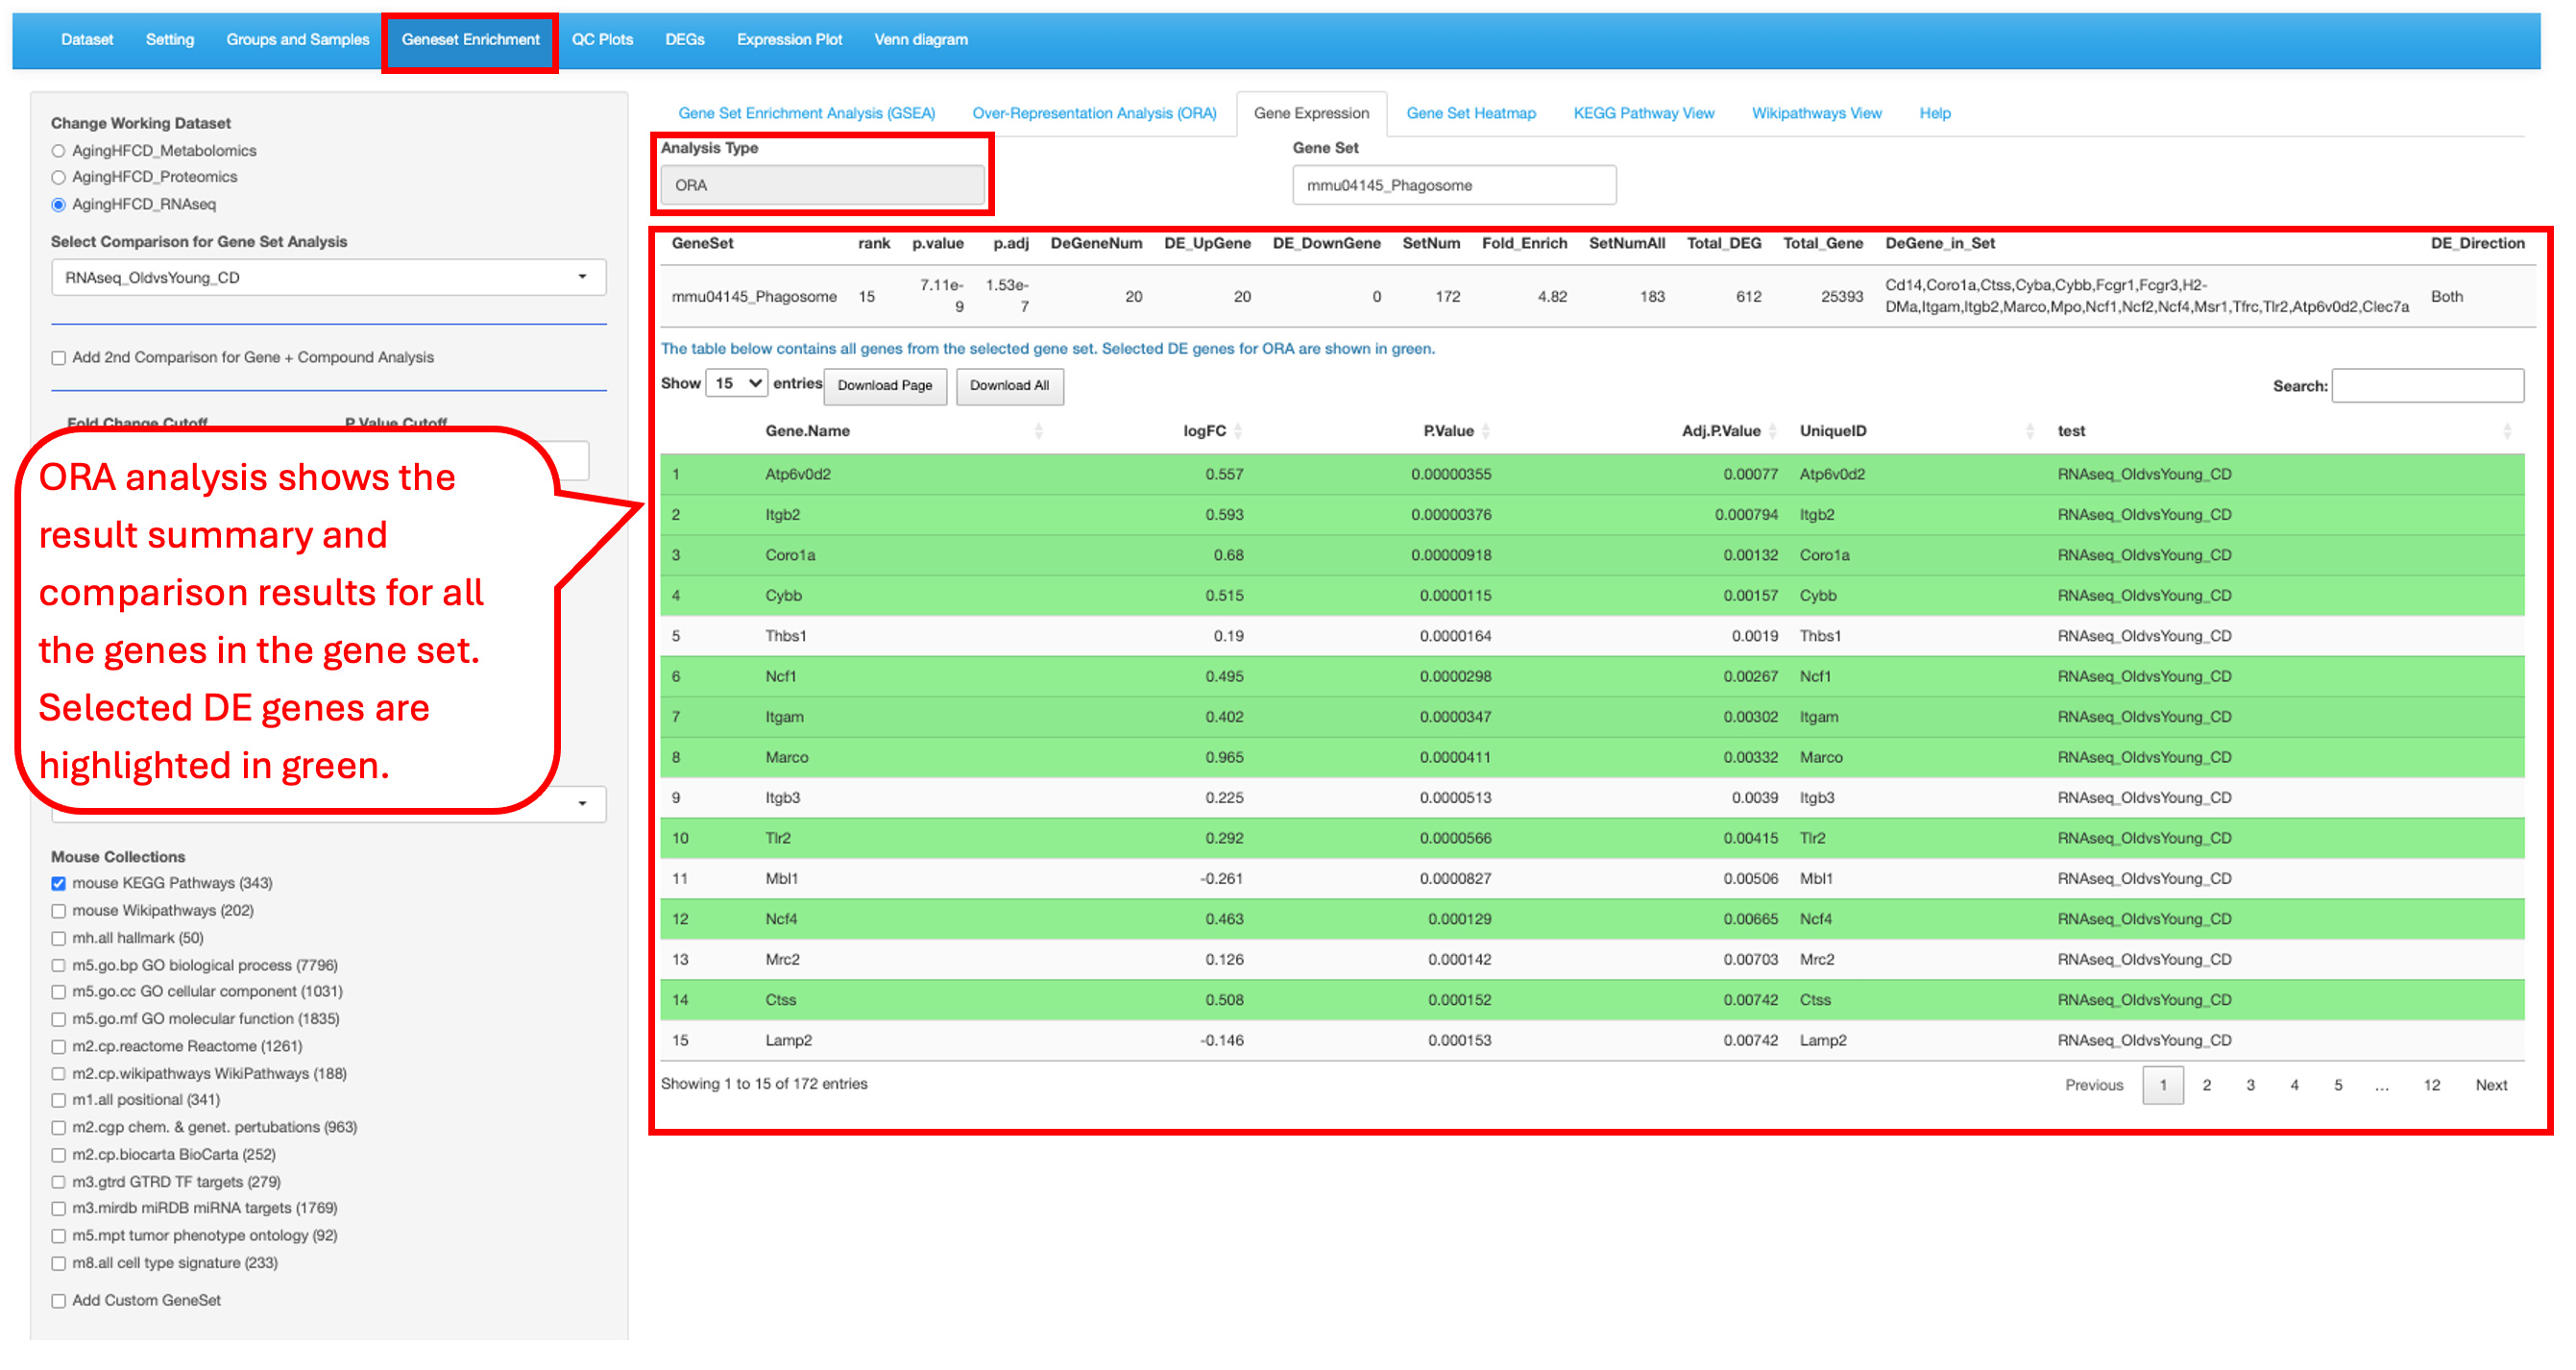 Dataset Setting Groups and Samples Geneset Enrichment QC Plots DEGs Expression Plot Venn diagram
Change Working Dataset
AgingHFCD_Metabolomics
AgingHFCD_Proteomics
AgingHFCD_RNAseq
Select Comparison for Gene Set Analysis
RNAseq_OldvsYoung_CD
Add 2nd Comparison for Gene + Compound Analysis
Fold Change Cutoff P Value Cutoff
ORA analysis shows the
result summary and
comparison results for all
the genes in the gene set.
Selected DE genes are
highlighted in green.
Mouse Collections
mouse KEGG Pathways (343)
mouse Wikipathways (202)
mh.all hallmark (50)
m5.go.bp GO biological process (7796)
m5.go.cc GO cellular component (1031)
m5.go.mf GO molecular function (1835)
m2.cp.reactome Reactome (1261)
m2.cp.wikipathways WikiPathways (188)
m1.all positional (341)
m2.cgp chem. & genet. pertubations (963)
m2.cp.biocarta BioCarta (252)
m3.gtrd GTRD TF targets (279)
m3.mirdb miRDB miRNA targets (1769)
m5.mpt tumor phenotype ontology (92)
m8.all cell type signature (233)
Add Custom GeneSet
Gene Set Enrichment Analysis (GSEA) Over-Representation Analysis (ORA) Gene Expression Gene Set Heatmap KEGG Pathway View Wikipathways View Help
Analysis Type Gene Set
ORA mmu04145_Phagosome
GeneSet rank p.value p.adj DeGeneNum DE_UpGene DE_DownGene SetNum Fold_Enrich SetNumAll Total_DEG Total_Gene DeGene_in_Set DE_Direction
mmu04145_Phagosome 15 7.11e-9 1.53e-7 20 20 0 172 4.82 183 612 25393 Cd14,Coro1a,Ctss,Cyba,Cybb,Fcgr1,Fcgr3,H2-
DMa,Itgam,Itgb2,Marco,Mpo,Ncf1,Ncf2,Ncf4,Msr1,Tfrc,Tlr2,Atp6v0d2,Clec7a Both
The table below contains all genes from the selected gene set. Selected DE genes for ORA are shown in green.
Show 15 entries Download Page Download All Search:
Gene.Name logFC P.Value Adj.P.Value UniqueID test
1 Atp6v0d2 0.557 0.00000355 0.00077 Atp6v0d2 RNAseq_OldvsYoung_CD
2 Itgb2 0.593 0.00000376 0.000794 Itgb2 RNAseq_OldvsYoung_CD
3 Coro1a 0.68 0.00000918 0.00132 Coro1a RNAseq_OldvsYoung_CD
4 Cybb 0.515 0.0000115 0.00157 Cybb RNAseq_OldvsYoung_CD
5 Thbs1 0.19 0.0000164 0.0019 Thbs1 RNAseq_OldvsYoung_CD
6 Ncf1 0.495 0.0000298 0.00267 Ncf1 RNAseq_OldvsYoung_CD
7 Itgam 0.402 0.0000347 0.00302 Itgam RNAseq_OldvsYoung_CD
8 Marco 0.965 0.0000411 0.00332 Marco RNAseq_OldvsYoung_CD
9 Itgb3 0.225 0.0000513 0.0039 Itgb3 RNAseq_OldvsYoung_CD
10 Tlr2 0.292 0.0000566 0.00415 Tlr2 RNAseq_OldvsYoung_CD
11 Mbl1 -0.261 0.0000827 0.00506 Mbl1 RNAseq_OldvsYoung_CD
12 Ncf4 0.463 0.000129 0.00665 Ncf4 RNAseq_OldvsYoung_CD
13 Mrc2 0.126 0.000142 0.00703 Mrc2 RNAseq_OldvsYoung_CD
14 Ctss 0.508 0.000152 0.00742 Ctss RNAseq_OldvsYoung_CD
15 Lamp2 -0.146 0.000153 0.00742 Lamp2 RNAseq_OldvsYoung_CD
Showing 1 to 15 of 172 entries Previous 1 2 3 4 5 … 12 Next